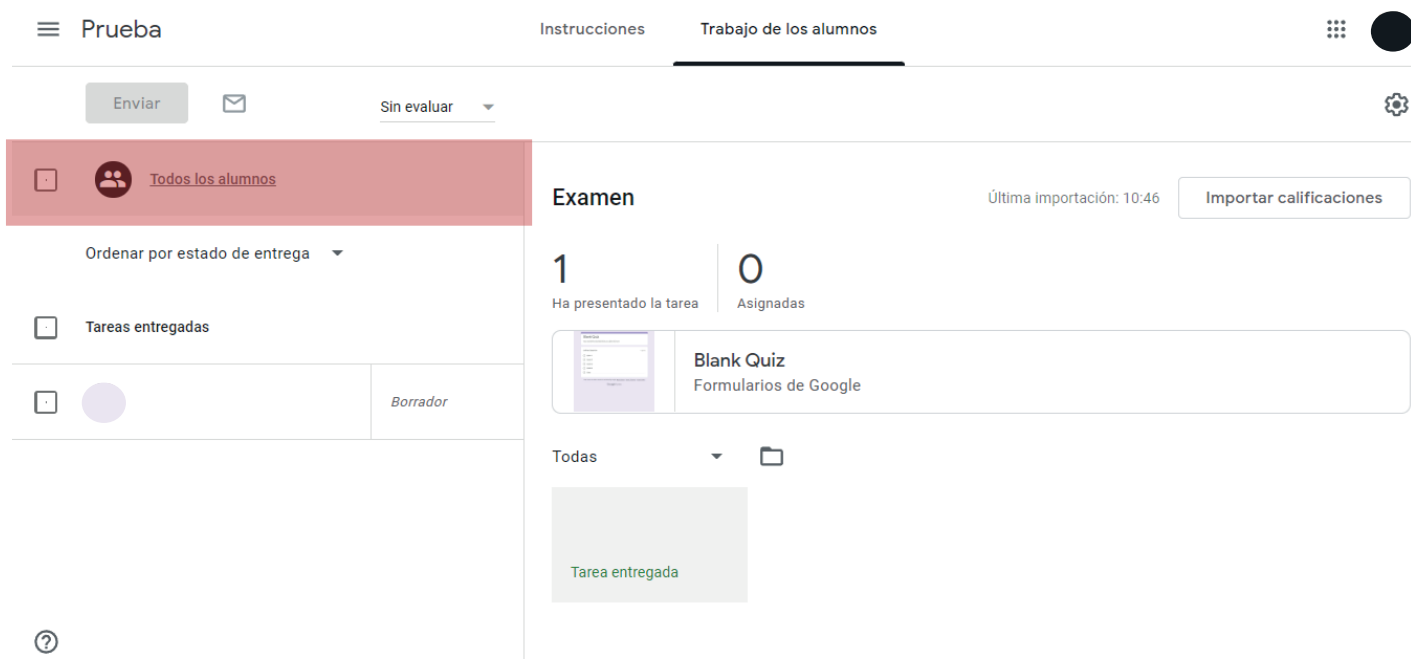 Prueba
Instrucciones
Trabajo de los alumnos
Enviar
Sin evaluar
Todos los alumnos
Ordenar por estado de entrega
Tareas entregadas
Borrador
Examen
Última importación: 10:46
Importar calificaciones
1
Ha presentado la tarea
0
Asignadas
Blank Quiz
Formularios de Google
Todas
Tarea entregada